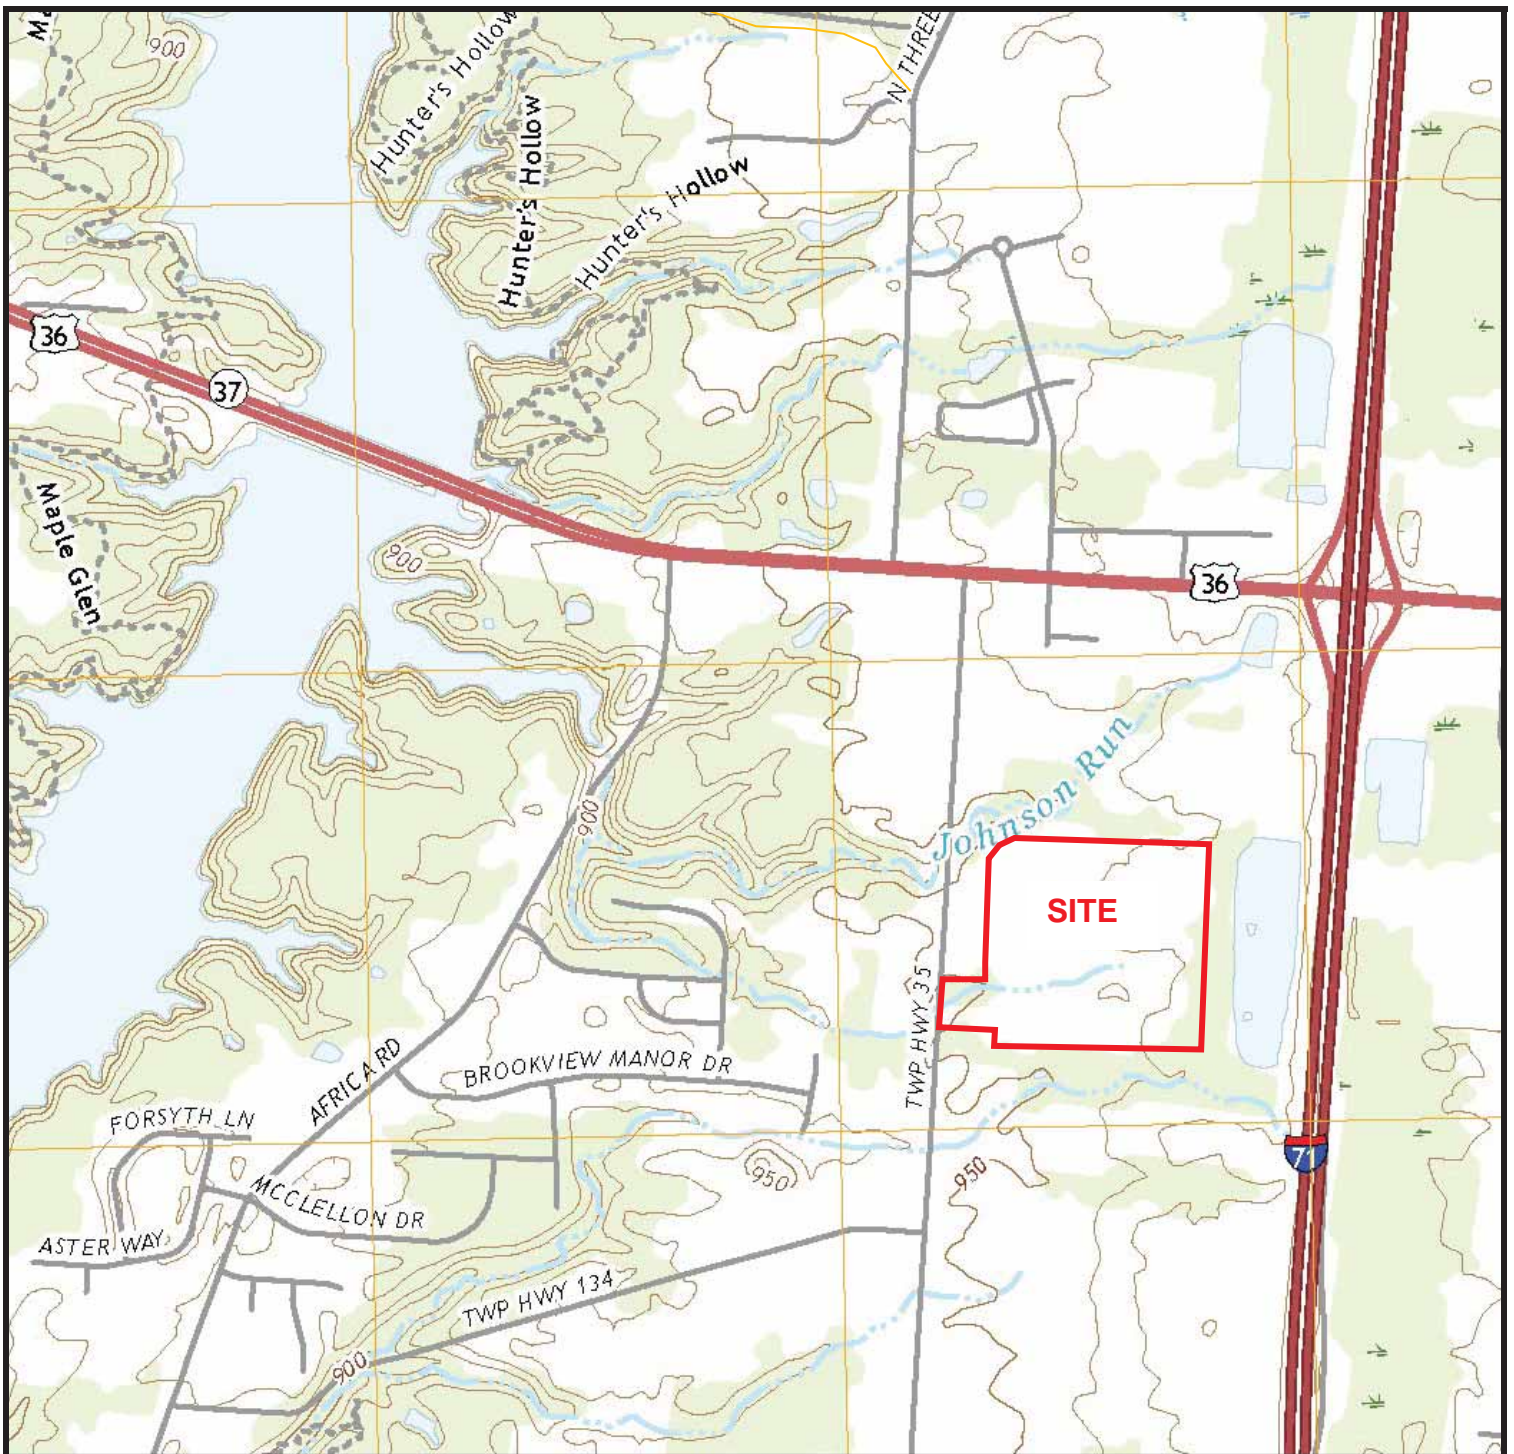 Ma
900
Hunter's Hollow
N THREE
Hunter's Hollow
Hunter's Hollow
36
37
Maple Glen
900
36
900
Johnson Run
SITE
TWP HWY 35
AFRICA RD
BROOKVIEW MANOR DR
FORSYTH LN
71
950
950
MCCLELLON DR
ASTER WAY
TWP HWY 134
900